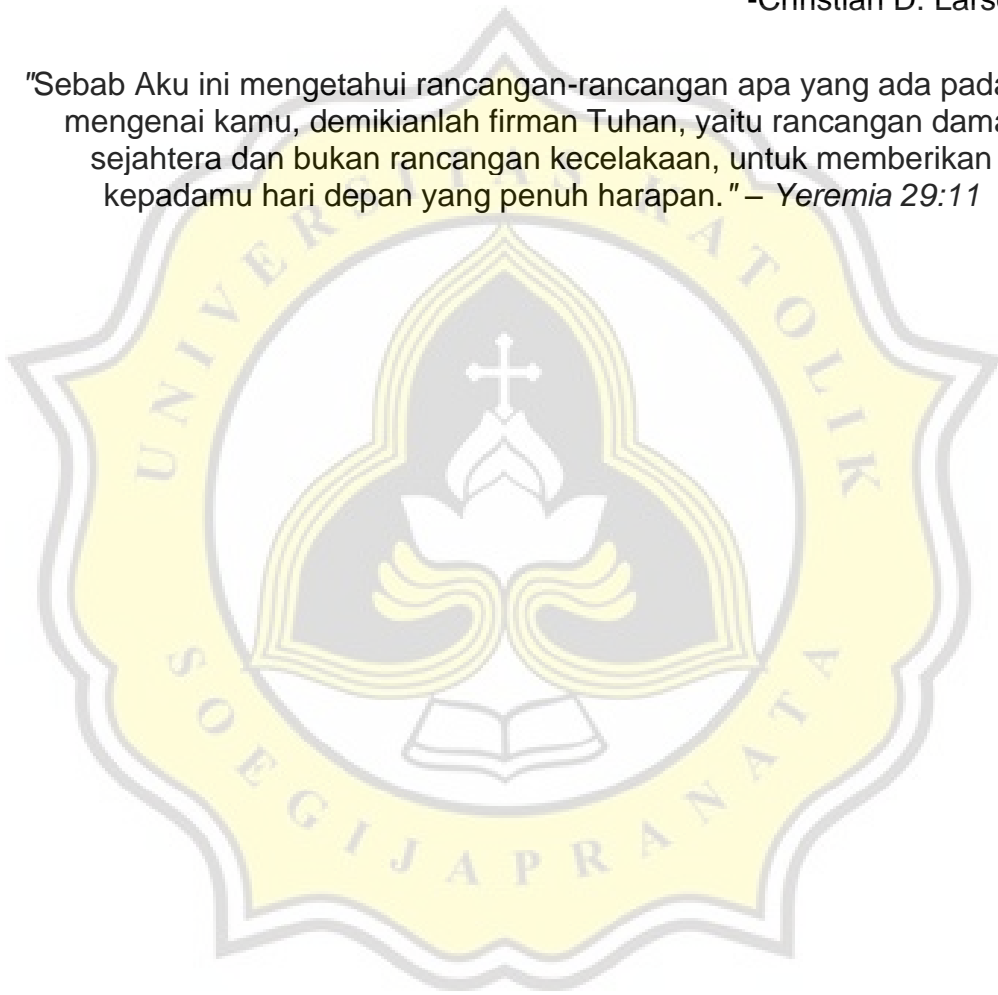 -Christian D. Lars
"Sebab Aku ini mengetahui rancangan-rancangan apa yang ada pada
mengenai kamu, demikianlah firman Tuhan, yaitu rancangan dama
sejahtera dan bukan rancangan kecelakaan, untuk memberikan
kepadamu hari depan yang penuh harapan." – Yeremia 29:11
UNIVERSITAS KATOLIK
SOEGIJAPRANATA